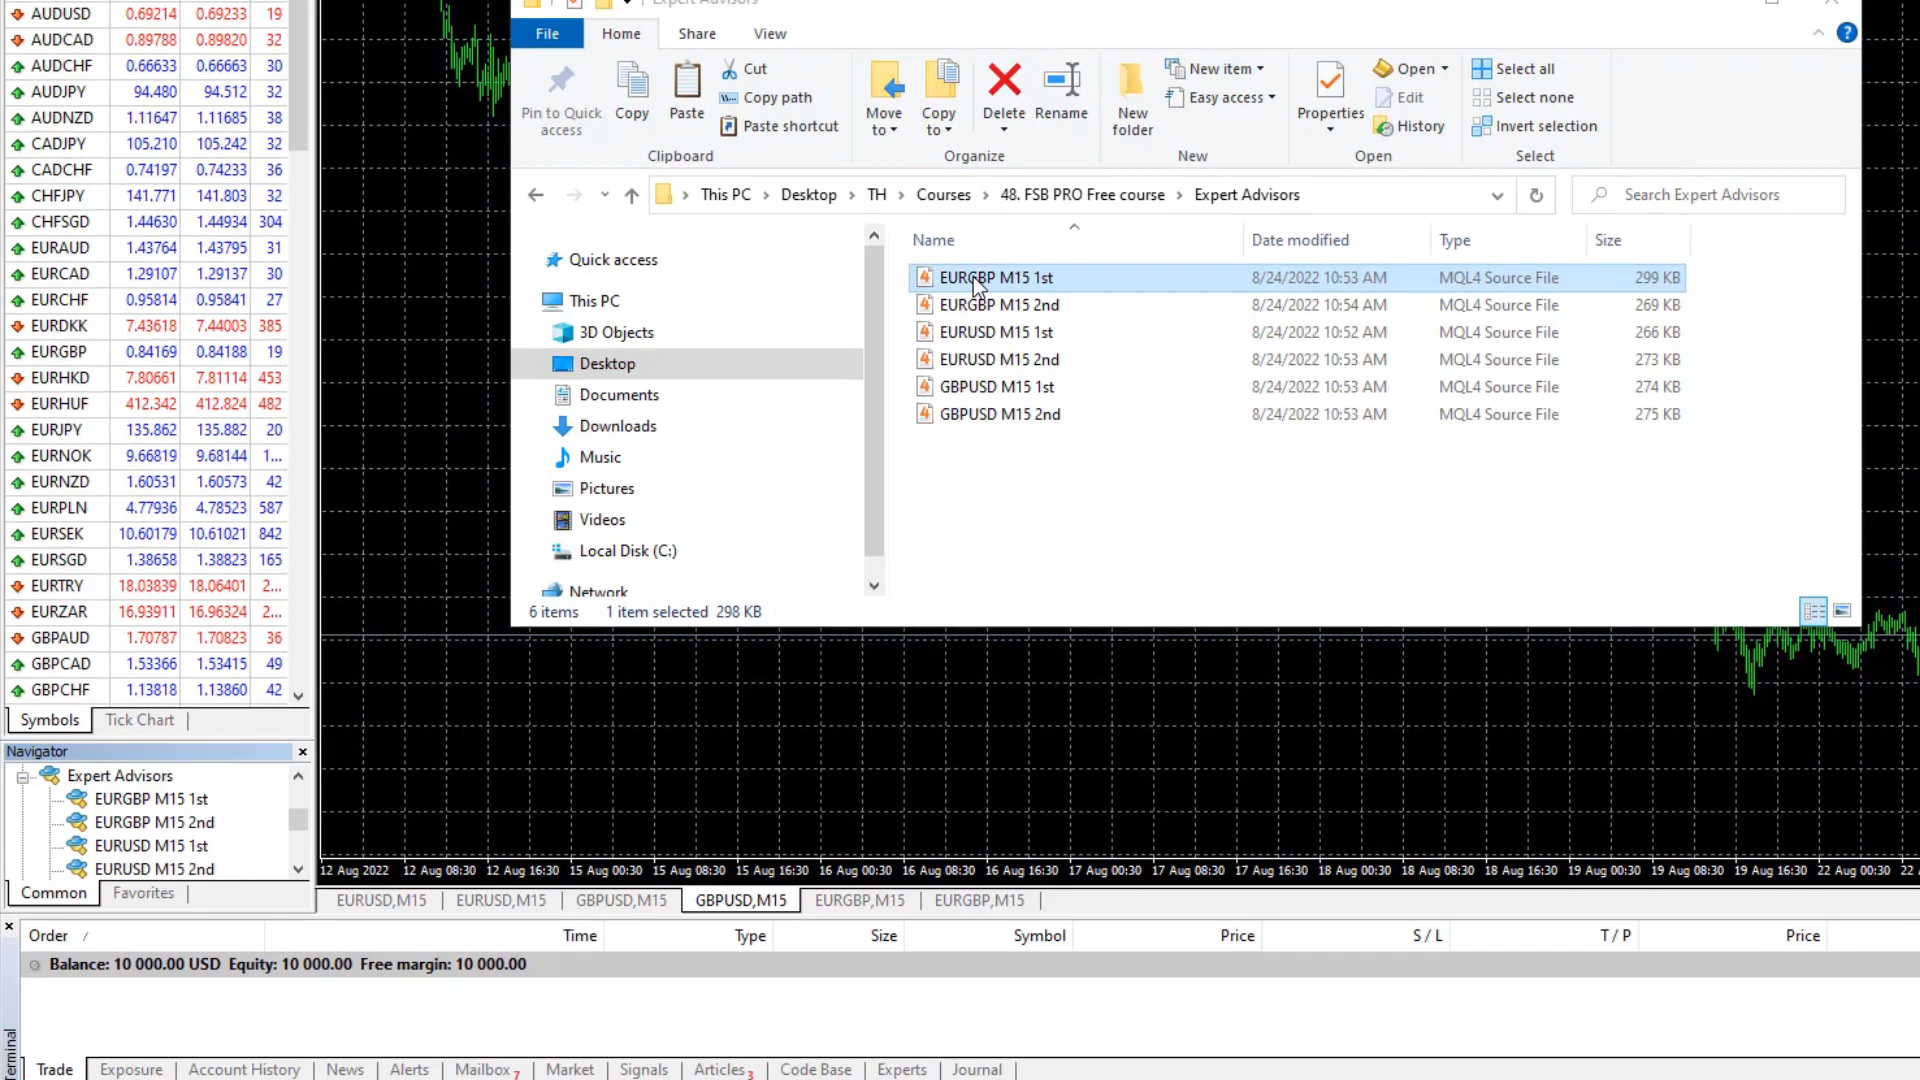 Expert Advisors
File Home Share View
Pin to Quick access
Copy
Paste
Cut
Copy path
Paste shortcut
Clipboard
Move to
Copy to
Delete
Rename
Organize
New folder
New item
Easy access
New
Properties
Open
Edit
History
Open
Select all
Select none
Invert selection
Select
This PC Desktop TH Courses 48. FSB PRO Free course Expert Advisors
Search Expert Advisors
Quick access
This PC
3D Objects
Desktop
Documents
Downloads
Music
Pictures
Videos
Local Disk (C:)
Network
Name Date modified Type Size
EURGBP M15 1st 8/24/2022 10:53 AM MQL4 Source File 299 KB
EURGBP M15 2nd 8/24/2022 10:54 AM MQL4 Source File 269 KB
EURUSD M15 1st 8/24/2022 10:52 AM MQL4 Source File 266 KB
EURUSD M15 2nd 8/24/2022 10:53 AM MQL4 Source File 273 KB
GBPUSD M15 1st 8/24/2022 10:53 AM MQL4 Source File 274 KB
GBPUSD M15 2nd 8/24/2022 10:53 AM MQL4 Source File 275 KB
6 items 1 item selected 298 KB
AUDUSD 0.69214 0.69233 19
AUDCAD 0.89788 0.89820 32
AUDCHF 0.66633 0.66663 30
AUDJPY 94.480 94.512 32
AUDNZD 1.11647 1.11685 38
CADJPY 105.210 105.242 32
CADCHF 0.74197 0.74233 36
CHFJPY 141.771 141.803 32
CHFSGD 1.44630 1.44934 304
EURAUD 1.43764 1.43795 31
EURCAD 1.29107 1.29137 30
EURCHF 0.95814 0.95841 27
EURDKK 7.43618 7.44003 385
EURGBP 0.84169 0.84188 19
EURHKD 7.80661 7.81114 453
EURHUF 412.342 412.824 482
EURJPY 135.862 135.882 20
EURNOK 9.66819 9.68144 1...
EURNZD 1.60531 1.60573 42
EURPLN 4.77936 4.78523 587
EURSEK 10.60179 10.61021 842
EURSGD 1.38658 1.38823 165
EURTRY 18.03839 18.06401 2...
EURZAR 16.93911 16.96324 2...
GBPAUD 1.70787 1.70823 36
GBPCAD 1.53366 1.53415 49
GBPCHF 1.13818 1.13860 42
Symbols Tick Chart
Navigator
Expert Advisors
EURGBP M15 1st
EURGBP M15 2nd
EURUSD M15 1st
EURUSD M15 2nd
Common Favorites
12 Aug 2022 12 Aug 08:30 12 Aug 16:30 15 Aug 00:30 15 Aug 08:30 15 Aug 16:30 16 Aug 00:30 16 Aug 08:30 16 Aug 16:30 17 Aug 00:30 17 Aug 08:30 17 Aug 16:30 18 Aug 00:30 18 Aug 08:30 18 Aug 16:30 19 Aug 00:30 19 Aug 08:30 19 Aug 16:30 22 Aug 00:30 22
EURUSD,M15 EURUSD,M15 GBPUSD,M15 GBPUSD,M15 EURGBP,M15 EURGBP,M15
Order / Time Type Size Symbol Price S / L T / P Price
Balance: 10 000.00 USD Equity: 10 000.00 Free margin: 10 000.00
Terminal
Trade Exposure Account History News Alerts Mailbox 7 Market Signals Articles 3 Code Base Experts Journal